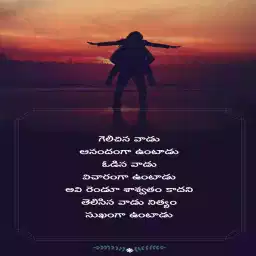 గెలిచిన వాడు
ఆనందంగా ఉంటాడు
ఓడిన వాడు
విచారంగా ఉంటాడు
అవి రెండూ శాశ్వతం కాదని
తెలిసిన వాడు నిత్యం
సుఖంగా ఉంటాడు